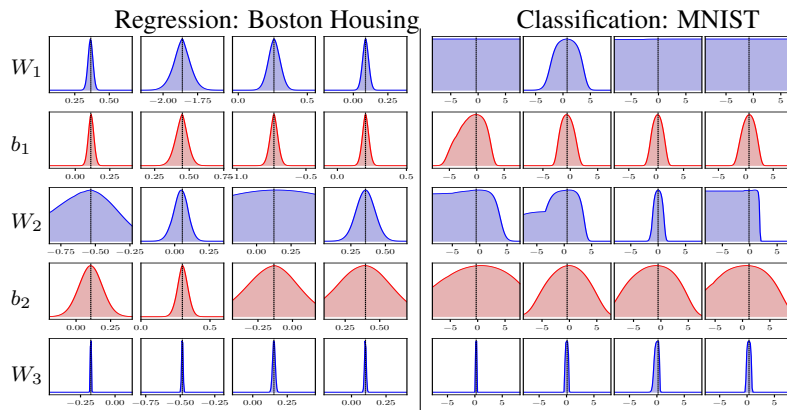 Regression: Boston Housing Classification: MNIST
W1
0.25 0.50 −2.00 −1.75 0.0 0.5 0.00 0.25 −5 0 5 −5 0 5 −5 0 5 −5 0 5
b1
0.00 0.25 0.25 0.50 0.75 1.0 0.5 0.0 0.5 −5 0 5 −5 0 5 −5 0 5 −5 0 5
W2
−0.75 −0.50 −0.25 0.00 0.25 0.00 0.25 0.25 0.50 −5 0 5 −5 0 5 −5 0 5 −5 0 5
b2
0.00 0.25 0.0 0.5 −0.25 0.00 0.25 0.50 −5 0 5 −5 0 5 −5 0 5 −5 0 5
W3
−0.25 0.00 −0.75 −0.50 −0.25 0.00 0.25 0.00 0.25 −5 0 5 −5 0 5 −5 0 5 −5 0 5